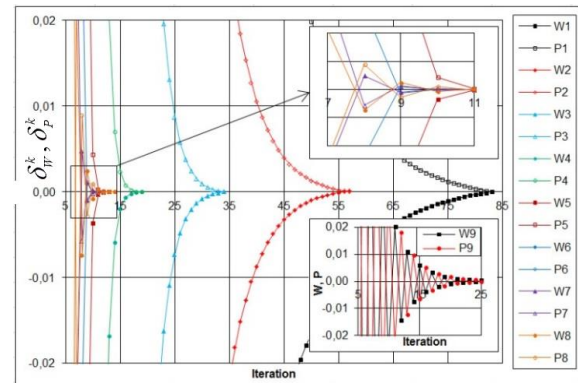 δ_W^k, δ_P^k
0,02
0,01
0,00
-0,01
-0,02
5 15 25 35 45 55 65 75 85
Iteration
7 9 11
W, P
0,02
0,01
0,00
-0,01
-0,02
5 15 25
Iteration
W9
P9
W1
P1
W2
P2
W3
P3
W4
P4
W5
P5
W6
P6
W7
P7
W8
P8